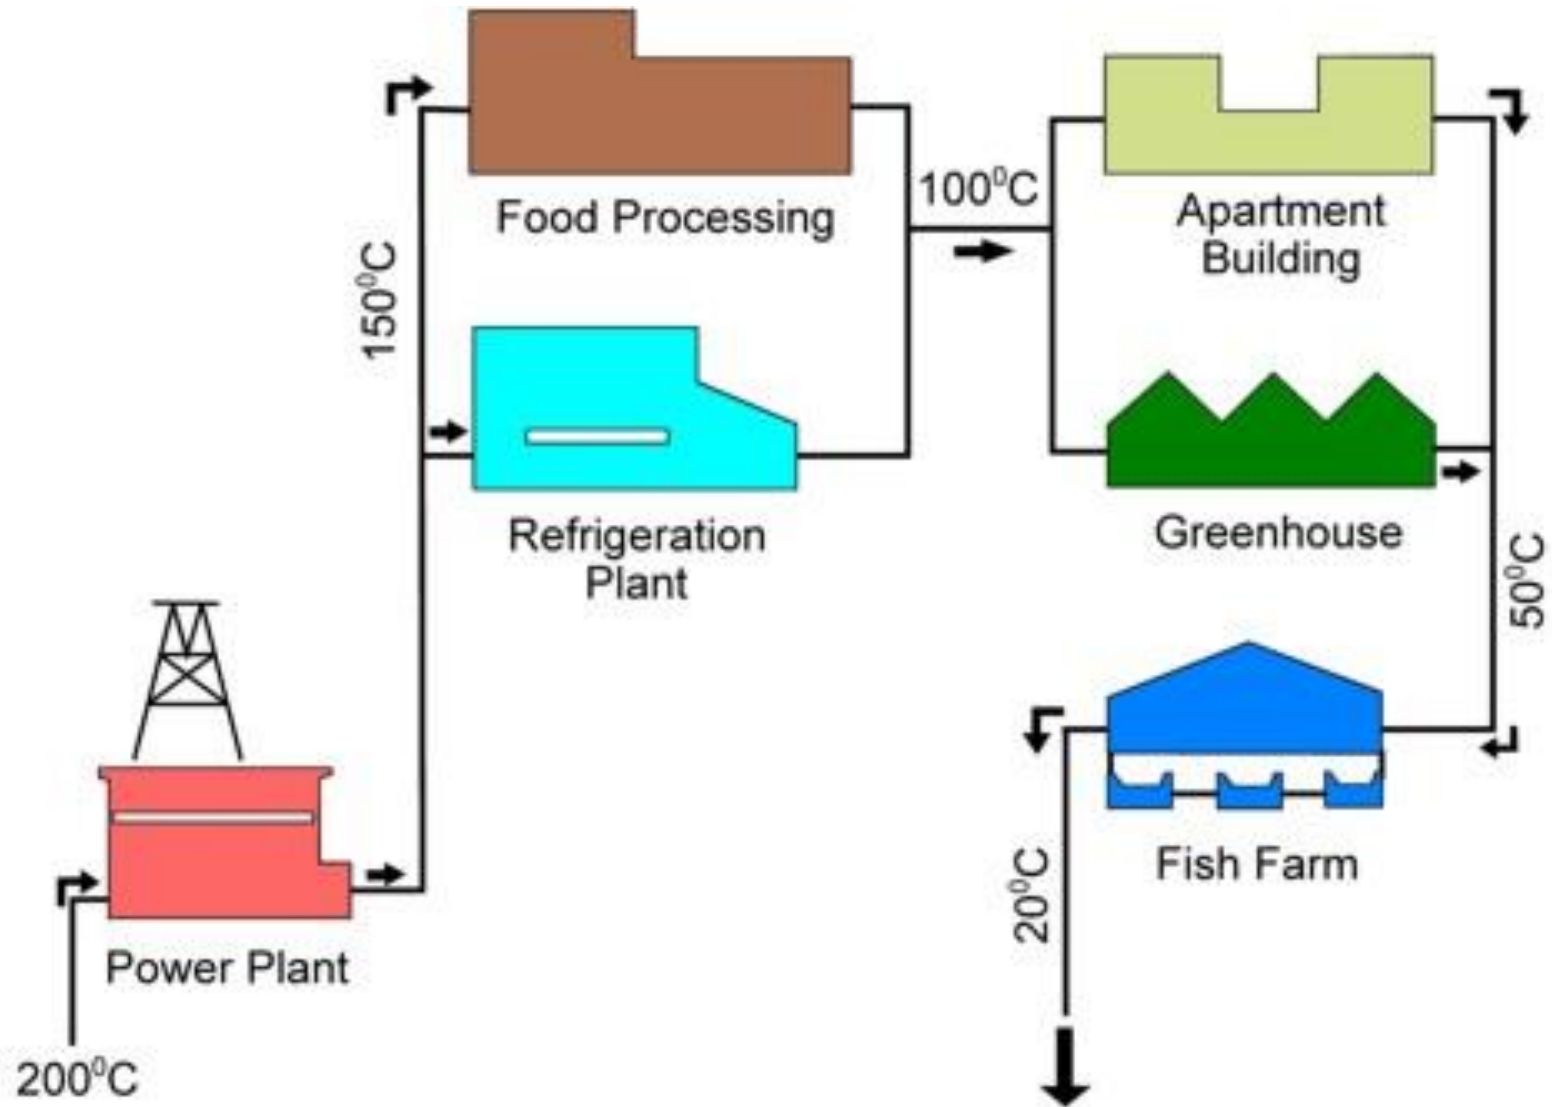 Food Processing
100⁰C
Apartment
Building
150⁰C
Refrigeration
Plant
Greenhouse
50⁰C
Fish Farm
20⁰C
Power Plant
200⁰C